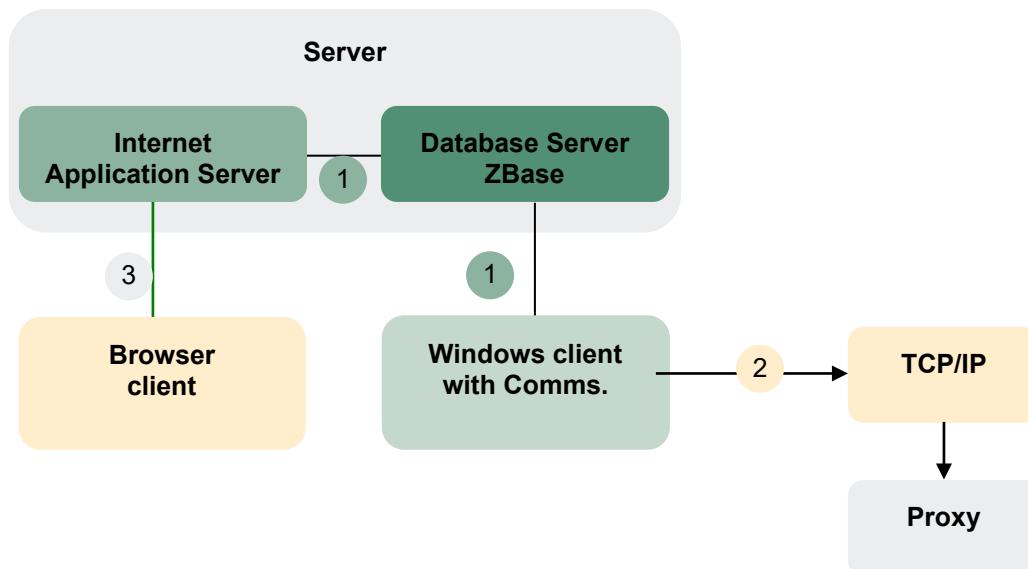 Server
Internet
Application Server
1
Database Server
ZBase
3
1
Browser
client
Windows client
with Comms.
2
TCP/IP
Proxy